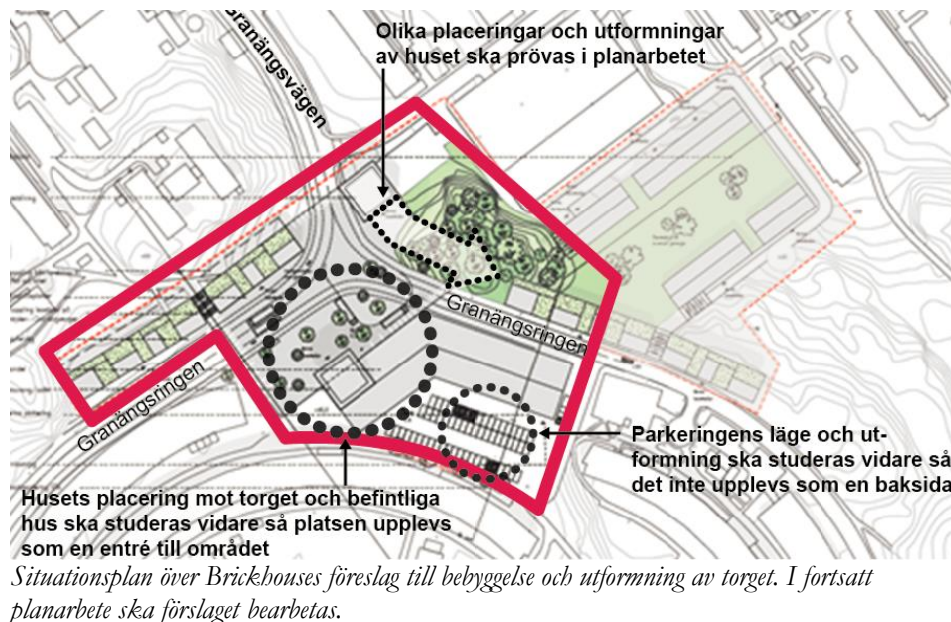 Olika placeringar och utformningar
av huset ska prövas i planarbetet
Granängsvägen
Granängsringen
Granängsringen
Parkeringens läge och ut-
formning ska studeras vidare så
det inte upplevs som en baksida
Husets placering mot torget och befintliga
hus ska studeras vidare så platsen upplevs
som en entré till området
Situationsplan över Brickhouses föreslag till bebyggelse och utformning av torget. I fortsatt
planarbete ska förslaget bearbetas.